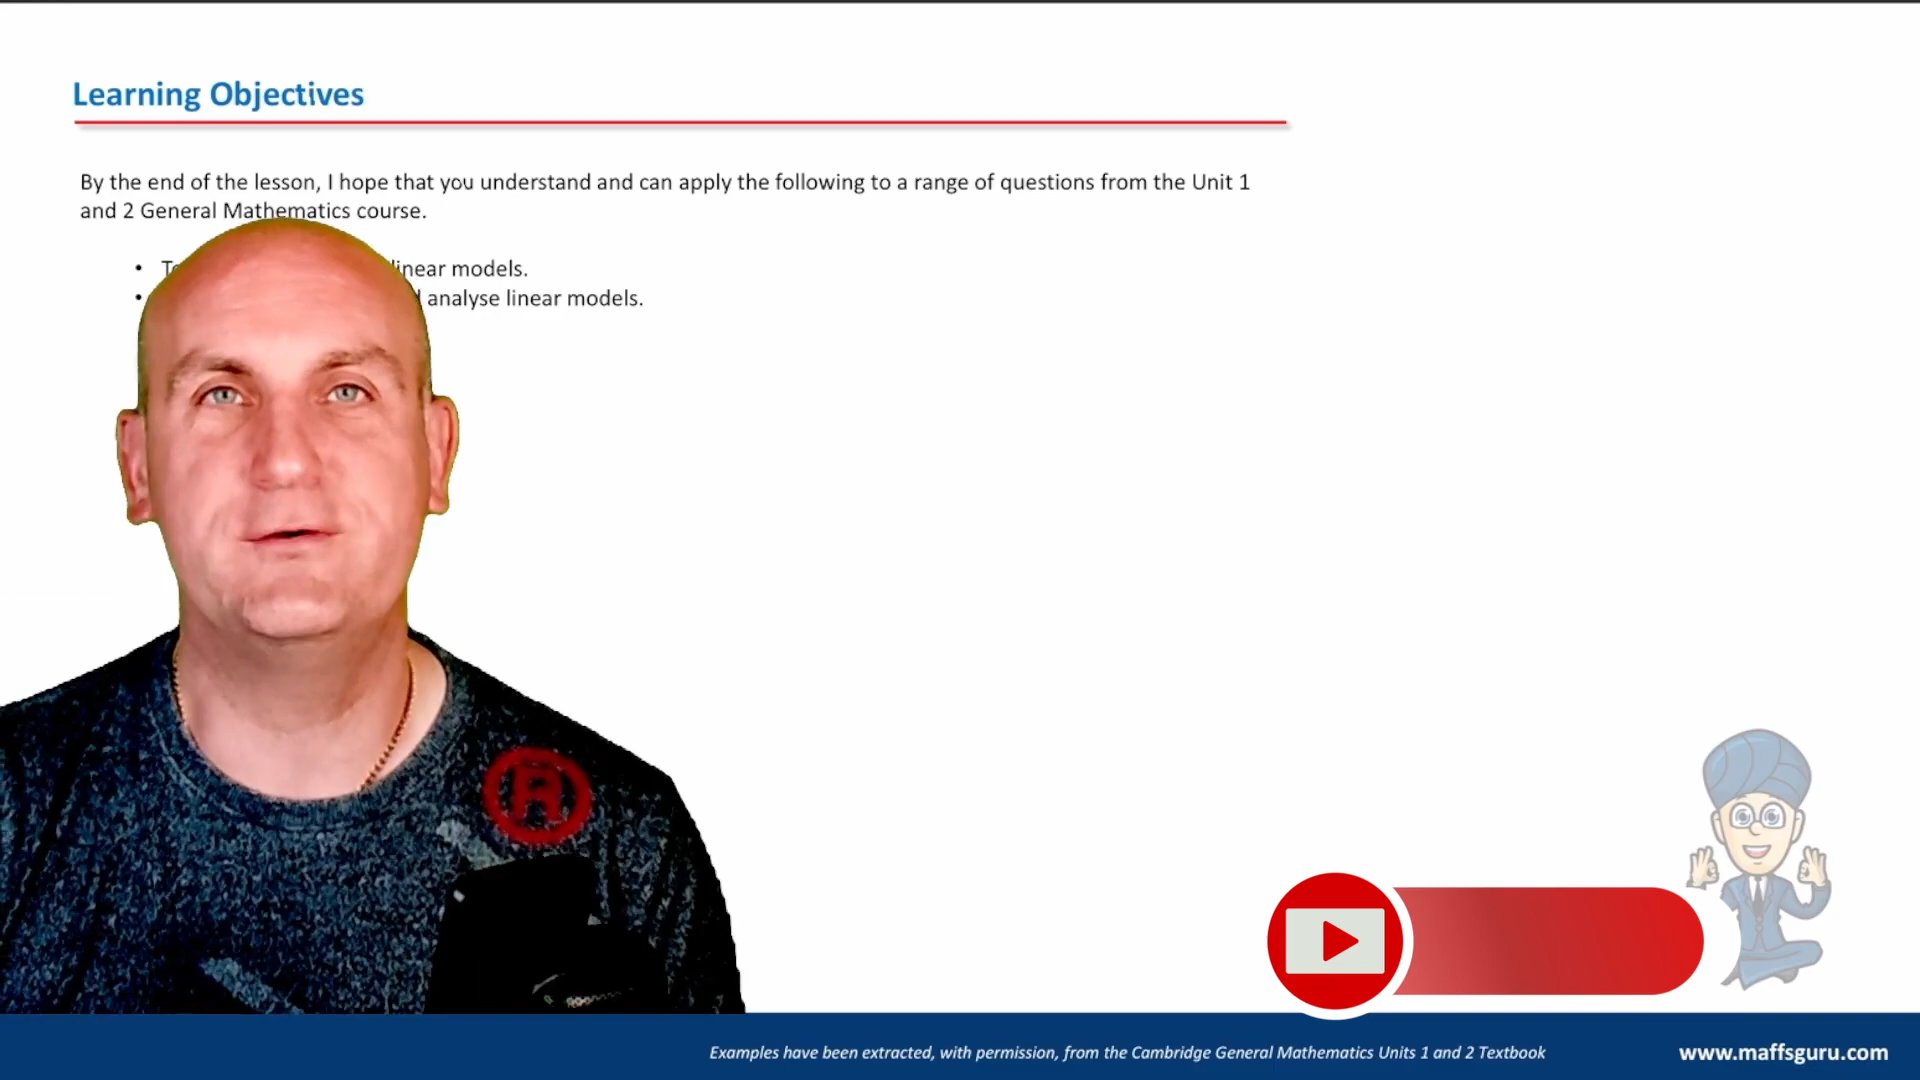 Learning Objectives
By the end of the lesson, I hope that you understand and can apply the following to a range of questions from the Unit 1
and 2 General Mathematics course.
• linear models.
• analyse linear models.
R
Examples have been extracted, with permission, from the Cambridge General Mathematics Units 1 and 2 Textbook
www.maffsguru.com